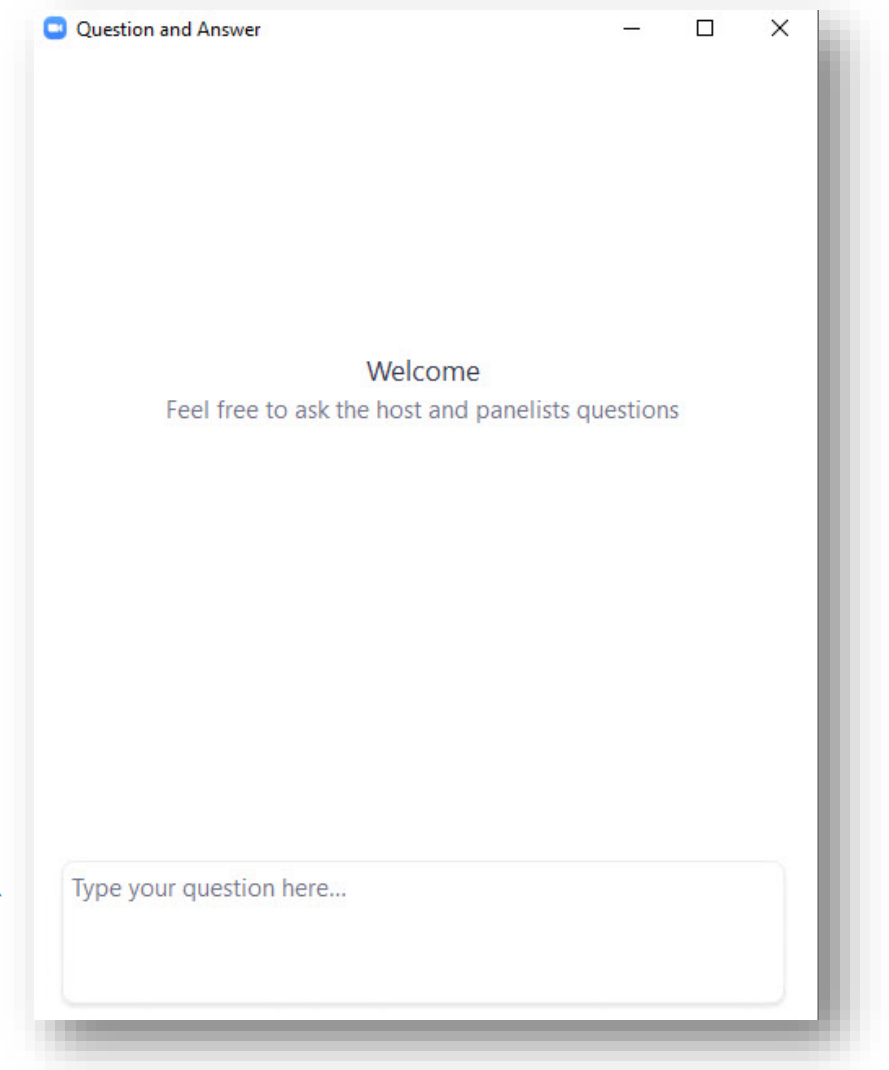 Question and Answer
Welcome
Feel free to ask the host and panelists questions
Type your question here...